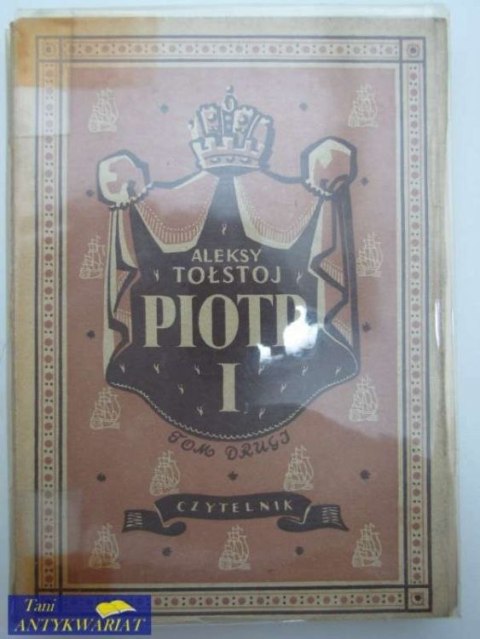 ALEKSY
TOŁSTOJ
PIOTR
I
TOM DRUGI
CZYTELNIK
Tani
ANTYKWARIAT